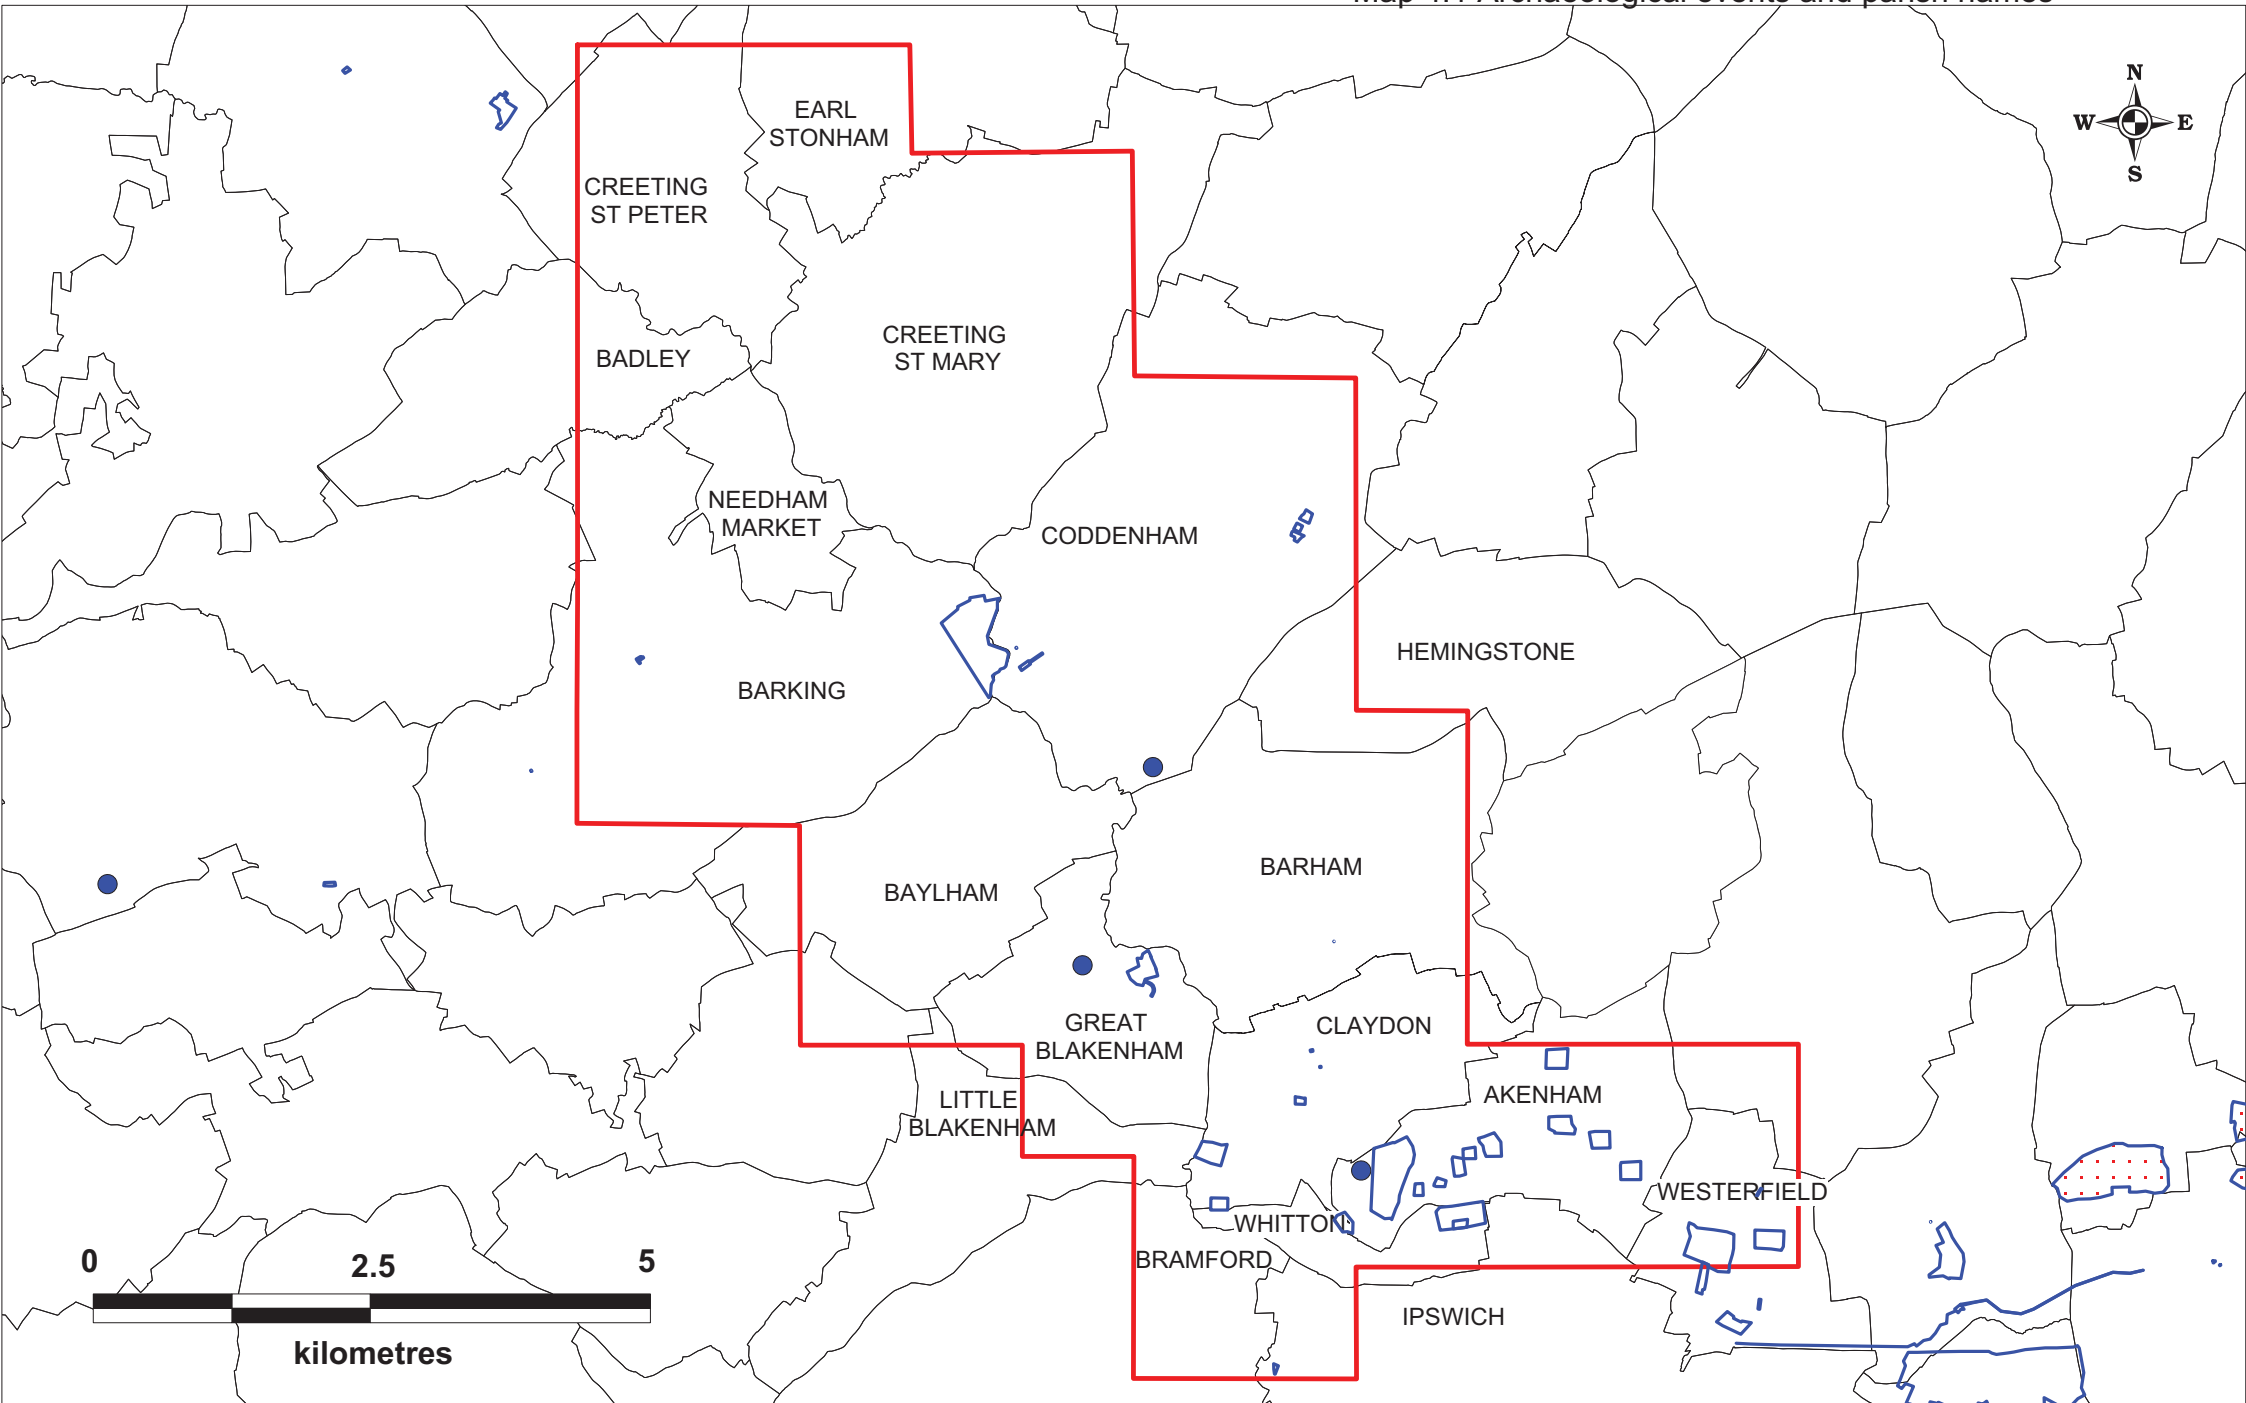 N
W E
S
EARL
STONHAM
CREETING
ST PETER
CREETING
ST MARY
BADLEY
NEEDHAM
MARKET
CODDENHAM
HEMINGSTONE
BARKING
BARHAM
BAYLHAM
GREAT
BLAKENHAM
CLAYDON
LITTLE
BLAKENHAM
AKENHAM
WESTERFIELD
WHITTON
BRAMFORD
IPSWICH
0 2.5 5
kilometres